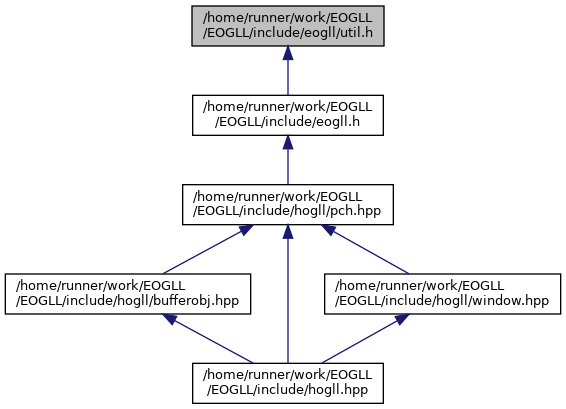 /home/runner/work/EOGLL
/EOGLL/include/eogll/util.h
/home/runner/work/EOGLL
/EOGLL/include/eogll.h
/home/runner/work/EOGLL
/EOGLL/include/hogll/pch.hpp
/home/runner/work/EOGLL
/EOGLL/include/hogll/bufferobj.hpp
/home/runner/work/EOGLL
/EOGLL/include/hogll/window.hpp
/home/runner/work/EOGLL
/EOGLL/include/hogll.hpp